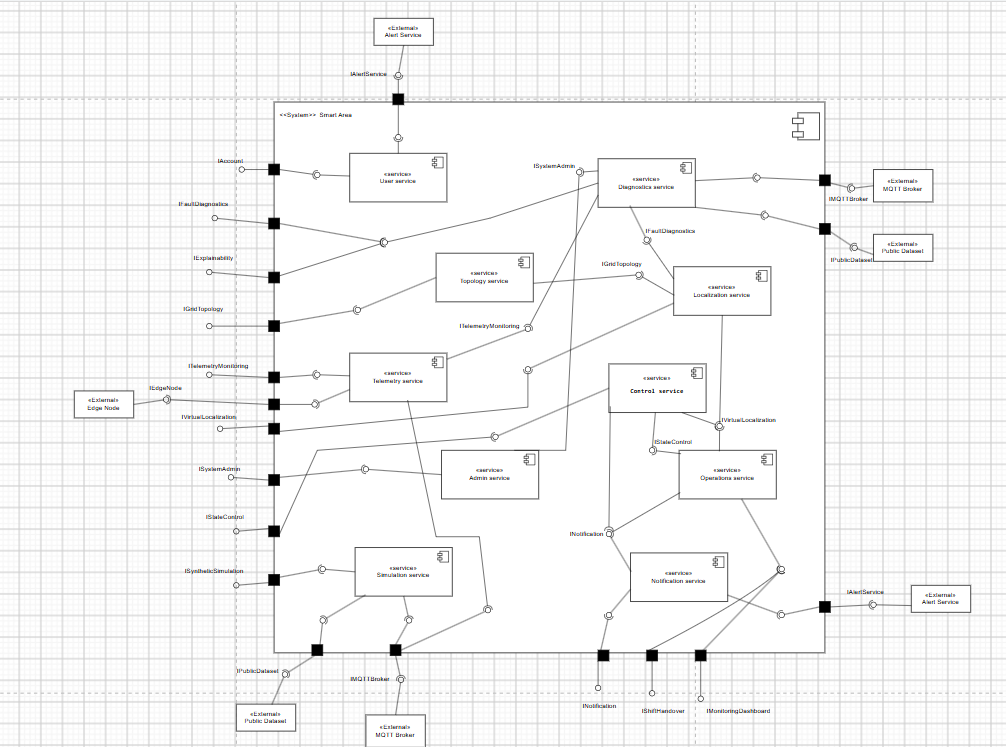 «External»
Alert Service
IAlertService
<<System>> Smart Area
IAccount
«service»
User service
ISystemAdmin
«service»
Diagnostics service
«External»
MQTT Broker
IMQTTBroker
IFaultDiagnostics
IFaultDiagnostics
«External»
Public Dataset
IPublicDataset
IExplainability
«service»
Topology service
IGridTopology
«service»
Localization service
IGridTopology
ITelemetryMonitoring
ITelemetryMonitoring
«service»
Telemetry service
«service»
Control service
IEdgeNode
«External»
Edge Node
IVirtualLocalization
IVirtualLocalization
IStateControl
ISystemAdmin
«service»
Admin service
«service»
Operations service
IStateControl
INotification
ISyntheticSimulation
«service»
Simulation service
«service»
Notification service
IAlertService
«External»
Alert Service
IPublicDataset
IMQTTBroker
INotification
IShiftHandover
IMonitoringDashboard
«External»
Public Dataset
«External»
MQTT Broker